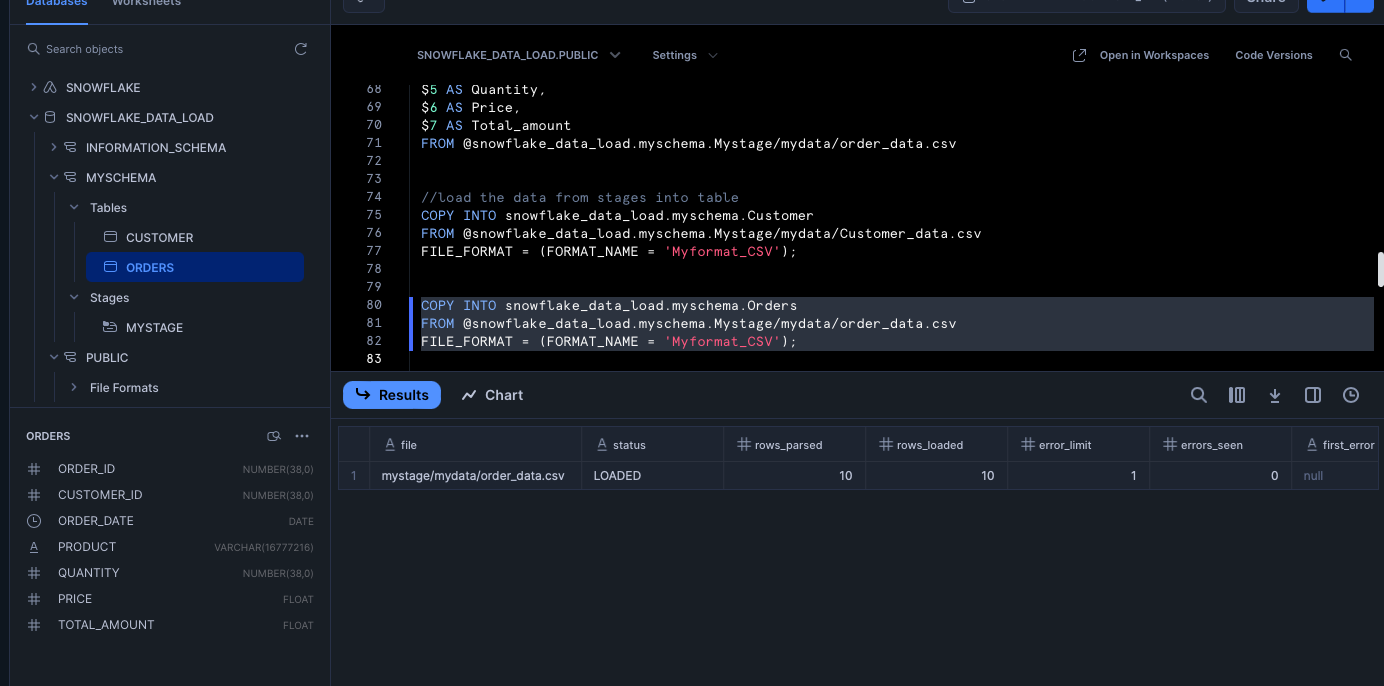 Databases
Worksheets
Share
Search objects
SNOWFLAKE
SNOWFLAKE_DATA_LOAD
INFORMATION_SCHEMA
MYSCHEMA
Tables
CUSTOMER
ORDERS
Stages
MYSTAGE
PUBLIC
File Formats
ORDERS
ORDER_ID NUMBER(38,0)
CUSTOMER_ID NUMBER(38,0)
ORDER_DATE DATE
PRODUCT VARCHAR(16777216)
QUANTITY NUMBER(38,0)
PRICE FLOAT
TOTAL_AMOUNT FLOAT
SNOWFLAKE_DATA_LOAD.PUBLIC Settings Open in Workspaces Code Versions
68 $5 AS Quantity,
69 $6 AS Price,
70 $7 AS Total_amount
71 FROM @snowflake_data_load.myschema.Mystage/mydata/order_data.csv
72
73
74 //load the data from stages into table
75 COPY INTO snowflake_data_load.myschema.Customer
76 FROM @snowflake_data_load.myschema.Mystage/mydata/Customer_data.csv
77 FILE_FORMAT = (FORMAT_NAME = 'Myformat_CSV');
78
79
80 COPY INTO snowflake_data_load.myschema.Orders
81 FROM @snowflake_data_load.myschema.Mystage/mydata/order_data.csv
82 FILE_FORMAT = (FORMAT_NAME = 'Myformat_CSV');
83
Results Chart
file status rows_parsed rows_loaded error_limit errors_seen first_error
1 mystage/mydata/order_data.csv LOADED 10 10 1 0 null